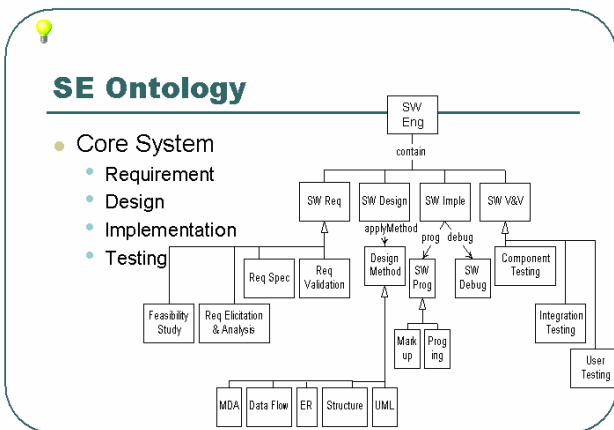 SE Ontology
Core System
Requirement
Design
Implementation
Testing
SW
Eng
contain
SW Req
SW Design
SW Imple
SW V&V
applyMethod
prog
debug
Req Spec
Req
Validation
Design
Method
SW
Prog
SW
Debug
Component
Testing
Feasibility
Study
Req Elicitation
& Analysis
Integration
Testing
Mark
up
Prog
ing
User
Testing
MDA
Data Flow
ER
Structure
UML